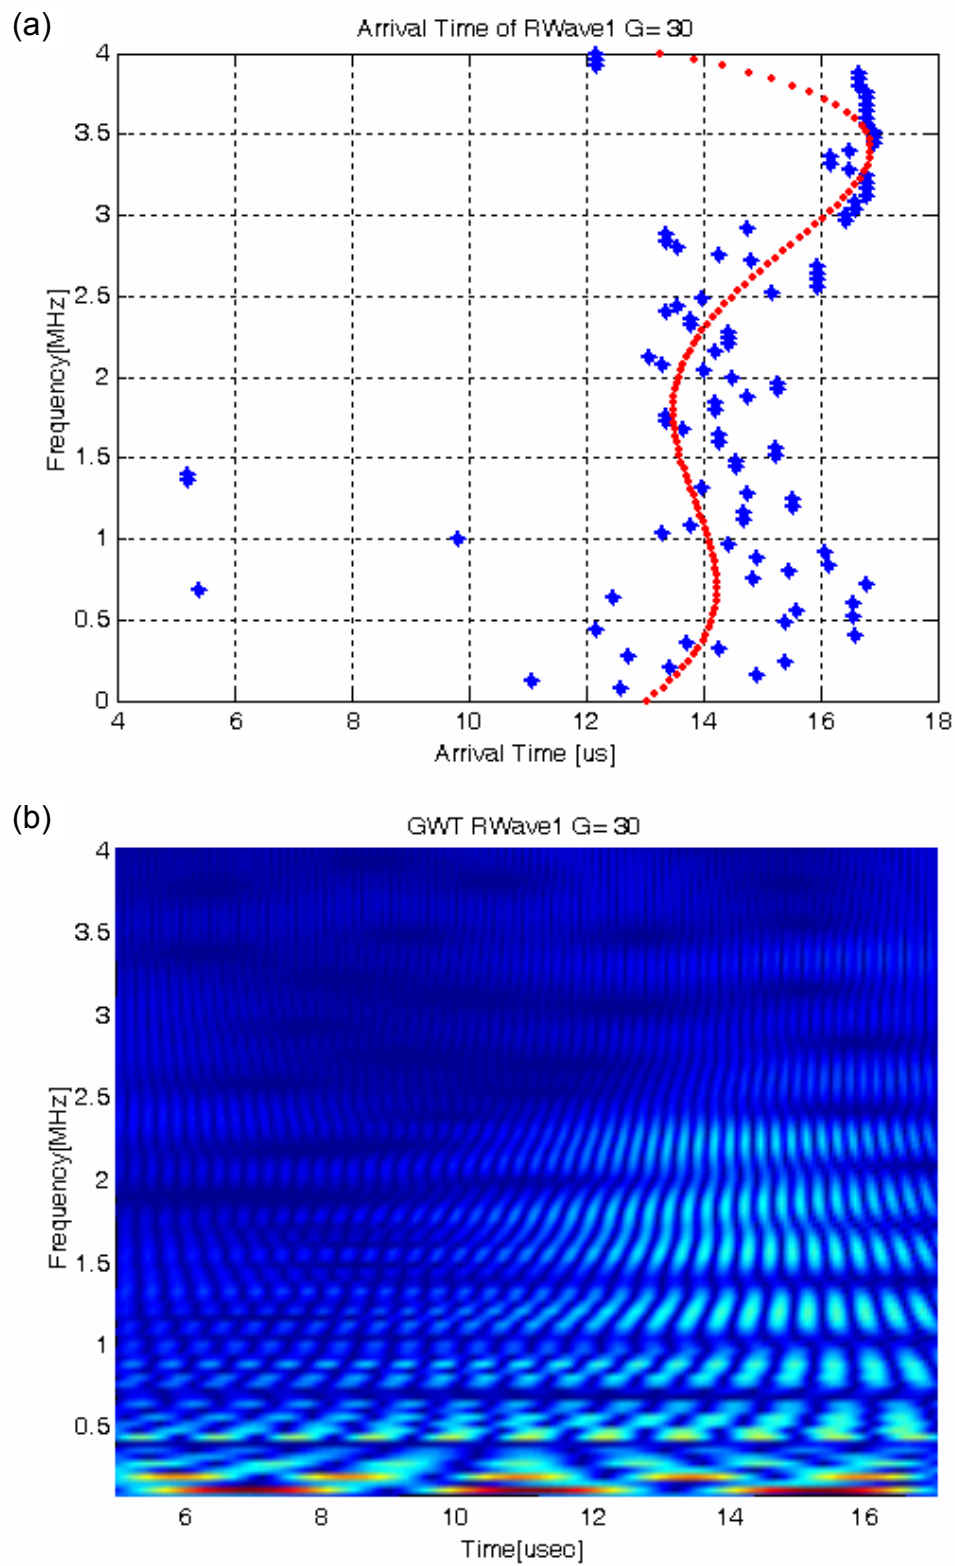 (a)
Arrival Time of RWave1 G= 30
Frequency[MHz]
4
3.5
3
2.5
2
1.5
1
0.5
0
4 6 8 10 12 14 16 18
Arrival Time [us]
(b)
GWT RWave1 G= 30
Frequency[MHz]
4
3.5
3
2.5
2
1.5
1
0.5
6 8 10 12 14 16
Time[usec]